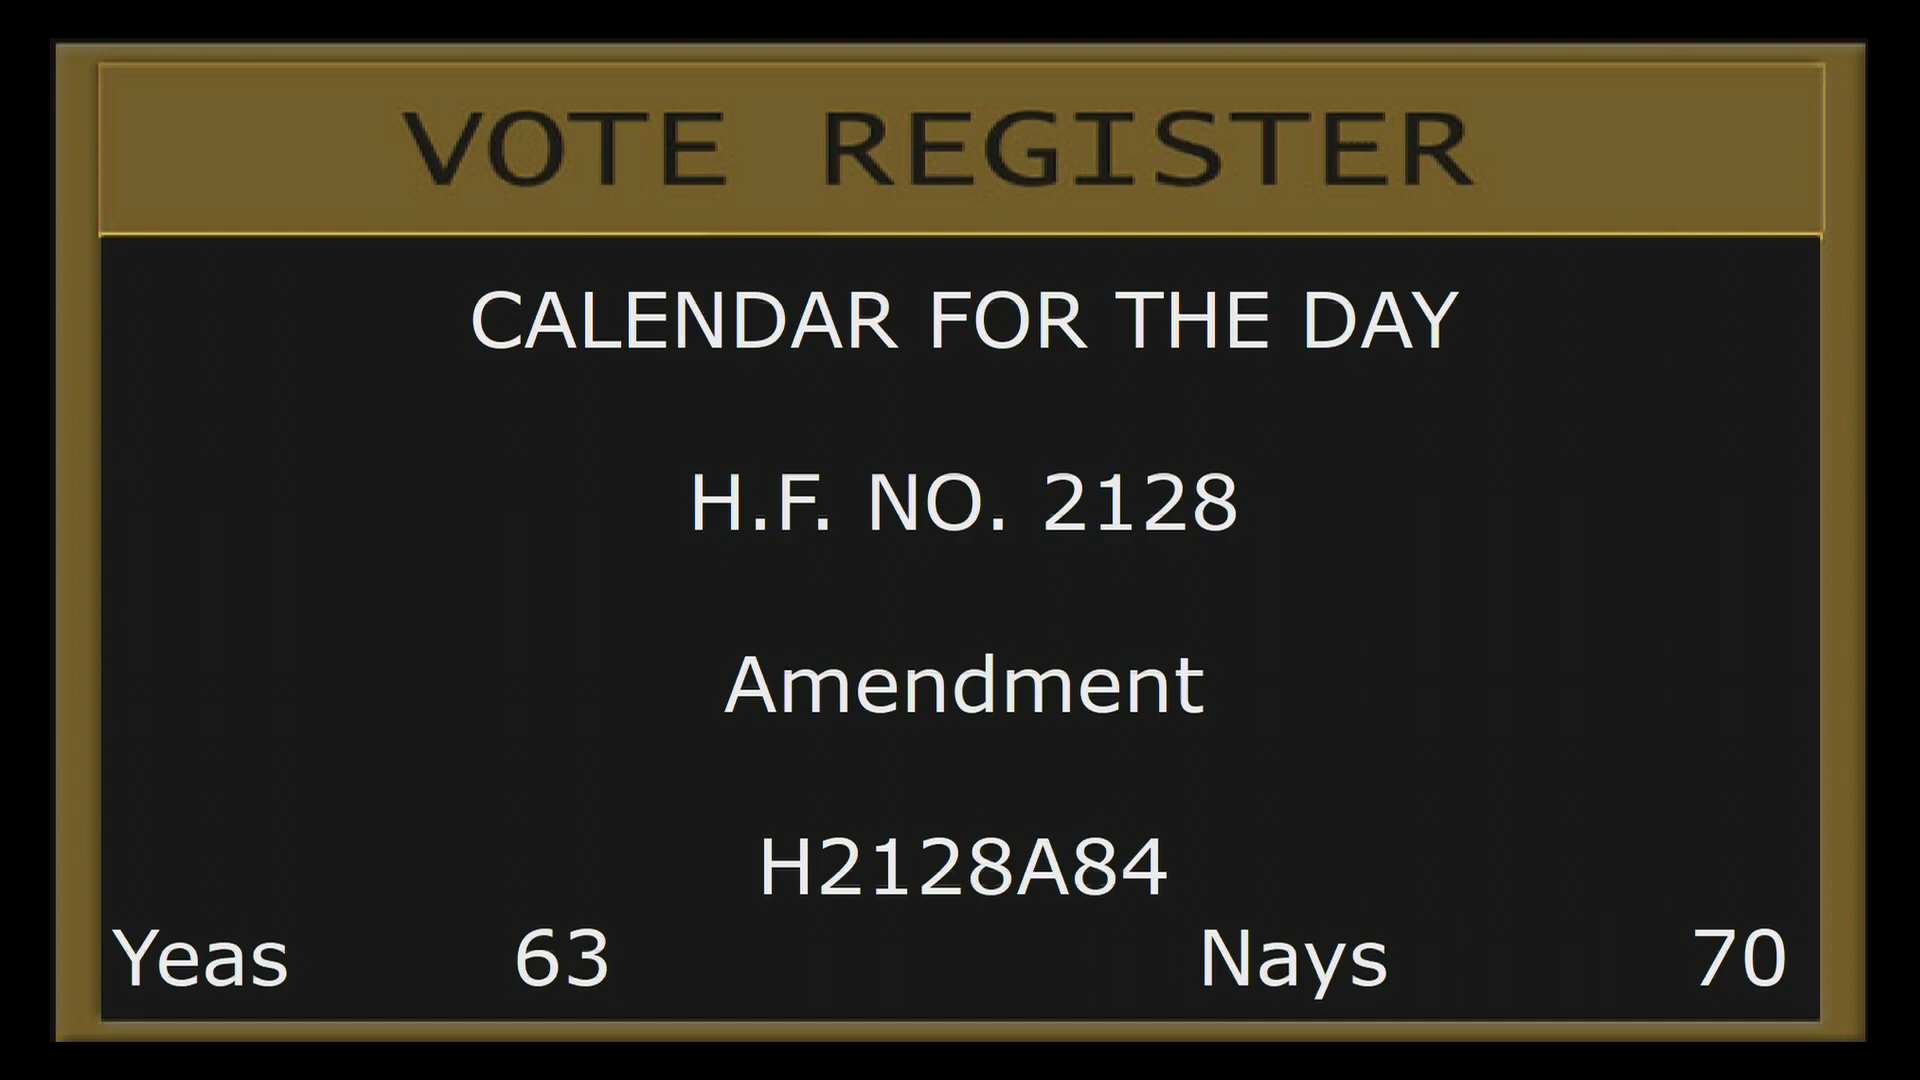 VOTE REGISTER
CALENDAR FOR THE DAY
H.F. NO. 2128
Amendment
H2128A84
Yeas 63 Nays 70